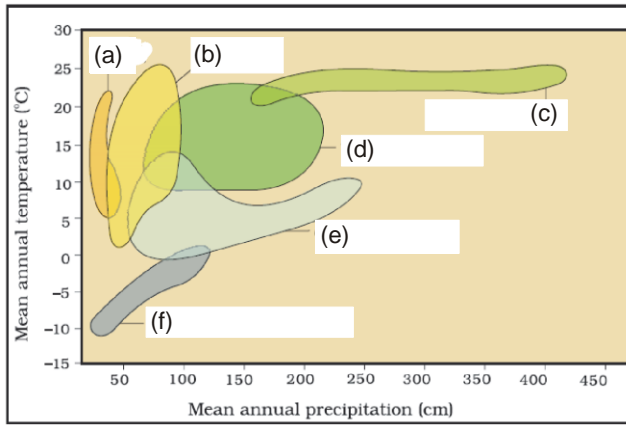 30
(a)
(b)
25
20
(c)
15
(d)
10
5
(e)
0
−5
(f)
−10
−15
50 100 150 200 250 300 350 400 450
Mean annual precipitation (cm)
Mean annual temperature (°C)